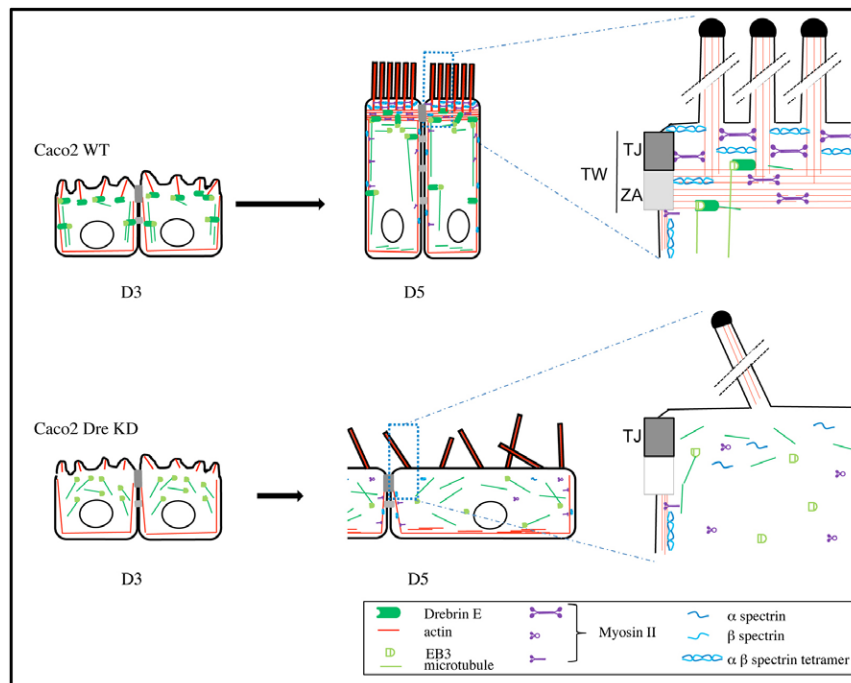 Caco2 WT
D3
D5
TW
TJ
ZA
Caco2 Dre KD
D3
D5
TJ
Drebrin E
actin
EB3
microtubule
Myosin II
α spectrin
β spectrin
α β spectrin tetramer